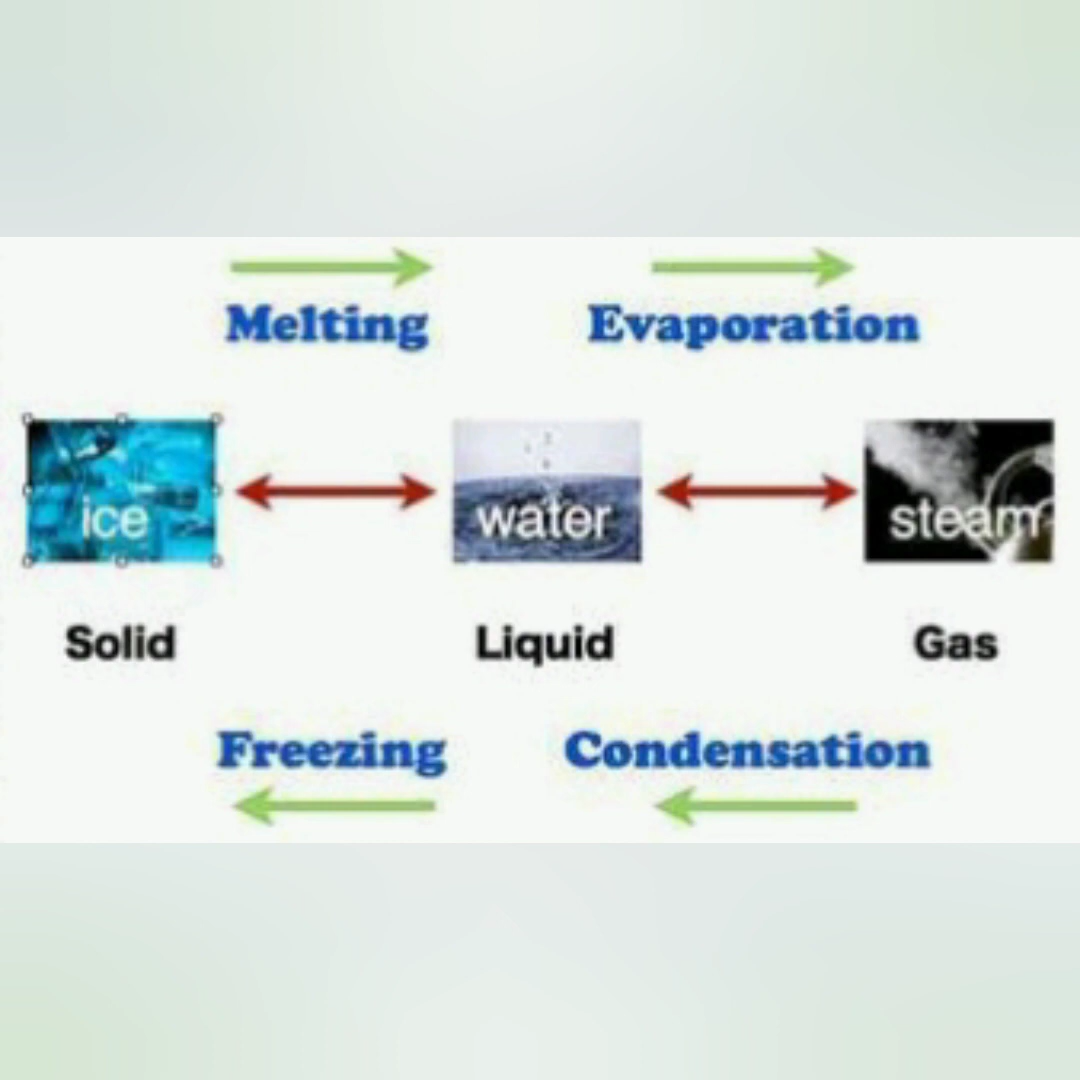 Melting Evaporation
ice water steam
Solid Liquid Gas
Freezing Condensation